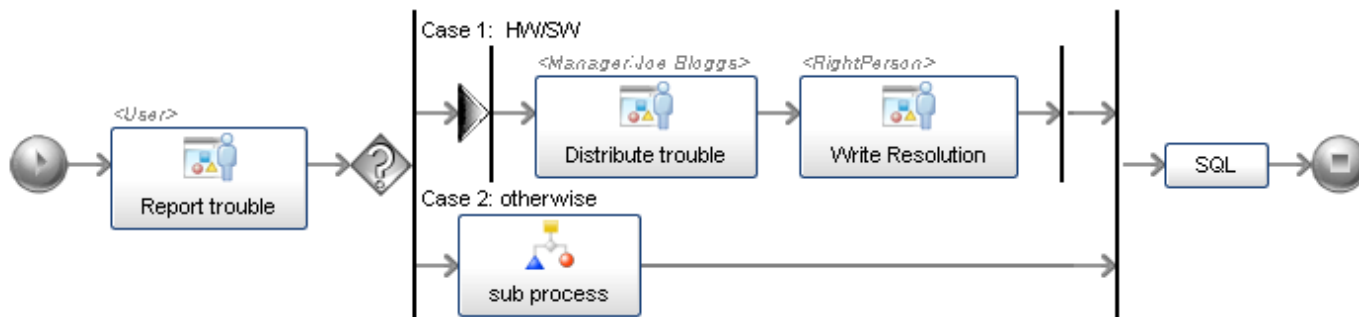 Case 1: HW/SW
<Manager/Joe Bloggs>
<RightPerson>
<User>
Distribute trouble
Write Resolution
SQL
Report trouble
Case 2: otherwise
sub process